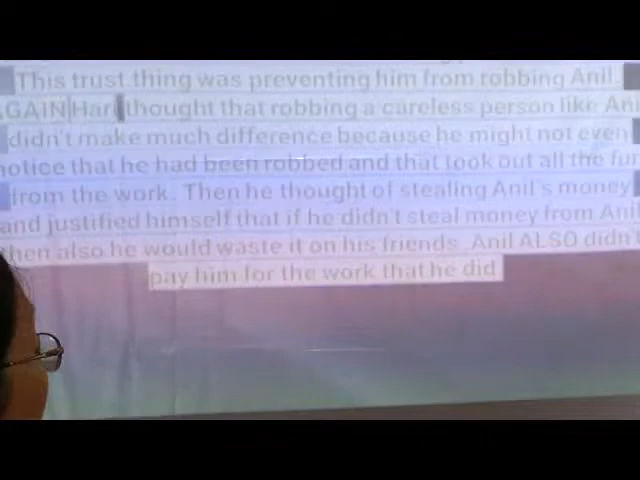 This trust thing was preventing him from robbing Anil.
GAIN Hari thought that robbing a careless person like Ani
didn't make much difference because he might not even
notice that he had been robbed and that took out all the fun
from the work. Then he thought of stealing Anil's money
and justified himself that if he didn't steal money from Anil
then also he would waste it on his friends. Anil ALSO didn't
pay him for the work that he did